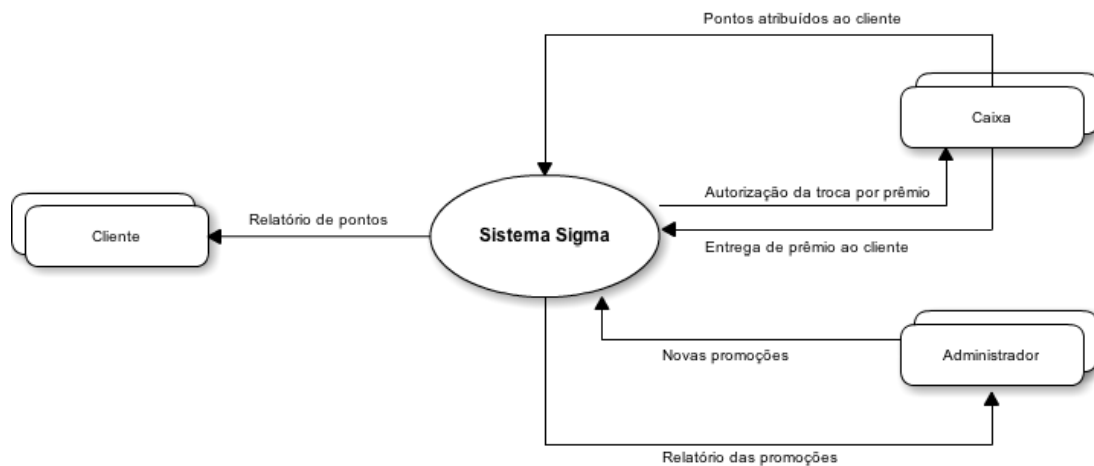 Pontos atribuídos ao cliente
Caixa
Autorização da troca por prêmio
Relatório de pontos
Cliente
Sistema Sigma
Entrega de prêmio ao cliente
Novas promoções
Administrador
Relatório das promoções